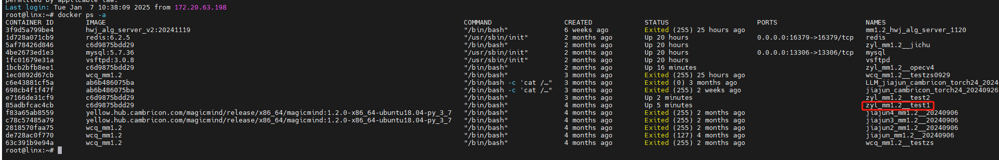 Last login: Tue Jan  7 10:38:09 2025 from 172.20.63.198
root@linx:~# docker ps -a
CONTAINER ID        IMAGE                                                                                         COMMAND                  CREATED             STATUS                      PORTS                      NAMES
3f9d5a799be4        hwj_alg_server_v2:20241119                                                                    "/bin/bash"              6 weeks ago         Exited (255) 25 hours ago                              mm1.2_hwj_alg_server_1120
1d728a071cb9        redis:6.2.5                                                                                   "/usr/sbin/init"         2 months ago        Up 20 hours                 0.0.0.0:16379->16379/tcp   redis
5af78426d846        c6d9875bdd29                                                                                  "/bin/bash"              2 months ago        Up 20 hours                                            zyl_mm1.2__jichu
4be2673ed1e3        mysql:5.7.36                                                                                  "/usr/sbin/init"         2 months ago        Up 20 hours                 0.0.0.0:13306->13306/tcp   mysql
1fc01679e31a        vsftpd:3.0.8                                                                                  "/usr/sbin/init"         2 months ago        Up 20 hours                                            vsftpd
1bcb2bfb8ee1        c6d9875bdd29                                                                                  "/bin/bash"              2 months ago        Up 16 minutes                                          zyl_mm1.2__opecv4
1ec0892d67cb        wcq_mm1.2                                                                                     "/bin/bash"              3 months ago        Exited (255) 25 hours ago                              wcq_mm1.2__testzs0929
c6e43881cf5a        ab6b486075ba                                                                                  "/bin/bash -c 'cat /…"   3 months ago        Exited (0) 3 months ago                                LLM_jiajun_cambricon_torch24_2024
698cb4f1f47f        ab6b486075ba                                                                                  "/bin/bash -c 'cat /…"   3 months ago        Exited (255) 2 weeks ago                               jiajun_cambricon_torch24_20240926
e7166de31cf9        c6d9875bdd29                                                                                  "/bin/bash"              3 months ago        Up 2 minutes                                           zyl_mm1.2__test2
85adbfcac4cb        c6d9875bdd29                                                                                  "/bin/bash"              4 months ago        Up 5 minutes                                           zyl_mm1.2__test1
f83a65ab8559        yellow.hub.cambricon.com/magicmind/release/x86_64/magicmind:1.2.0-x86_64-ubuntu18.04-py_3_7   "/bin/bash"              4 months ago        Exited (255) 2 months ago                              jiajun4_mm1.2__20240906
c78c57485a79        yellow.hub.cambricon.com/magicmind/release/x86_64/magicmind:1.2.0-x86_64-ubuntu18.04-py_3_7   "/bin/bash"              4 months ago        Exited (255) 2 months ago                              jiajun3_mm1.2__20240906
2818570faa75        wcq_mm1.2                                                                                     "/bin/bash"              4 months ago        Exited (255) 2 months ago                              jiajun2_mm1.2__20240906
de728ac0f770        wcq_mm1.2                                                                                     "/bin/bash"              4 months ago        Exited (127) 4 months ago                              jiajun_mm1.2__20240906
63c391b9e94a        wcq_mm1.2                                                                                     "/bin/bash"              4 months ago        Exited (255) 2 months ago                              wcq_mm1.2__testzs
root@linx:~#